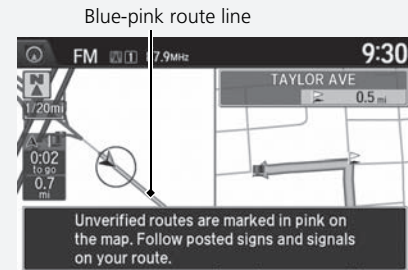 Blue-pink route line
FM 1 87.9MHz 9:30
N
1/20mi
TAYLOR AVE
0.5 mi
0:02
to go
0.7
mi
Unverified routes are marked in pink on
the map. Follow posted signs and signals
on your route.